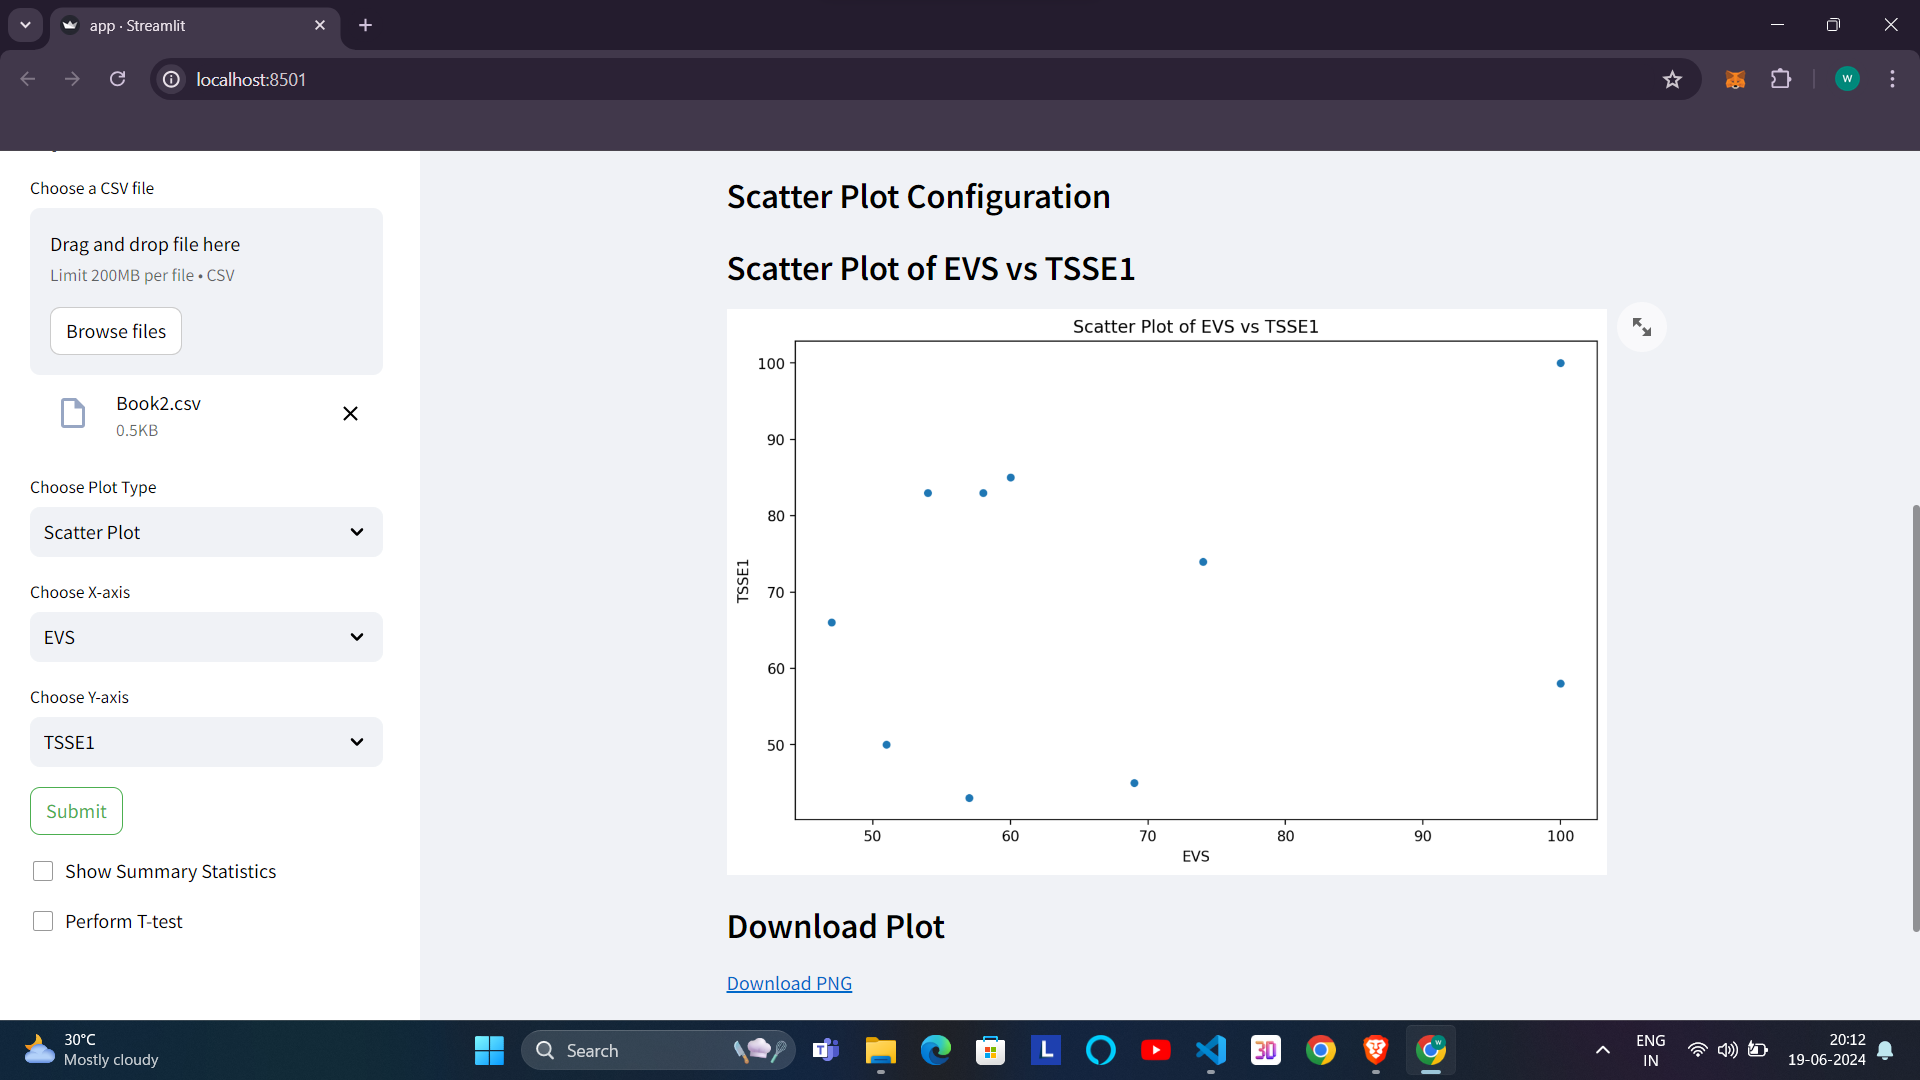 app · Streamlit
localhost:8501
W
Choose a CSV file
Drag and drop file here
Limit 200MB per file • CSV
Browse files
Book2.csv
0.5KB
Choose Plot Type
Scatter Plot
Choose X-axis
EVS
Choose Y-axis
TSSE1
Submit
Show Summary Statistics
Perform T-test
Scatter Plot Configuration
Scatter Plot of EVS vs TSSE1
Scatter Plot of EVS vs TSSE1
100
90
80
70
60
50
TSSE1
50 60 70 80 90 100
EVS
Download Plot
Download PNG
30°C
Mostly cloudy
Search
T
L
3D
W
ENG
IN
20:12
19-06-2024